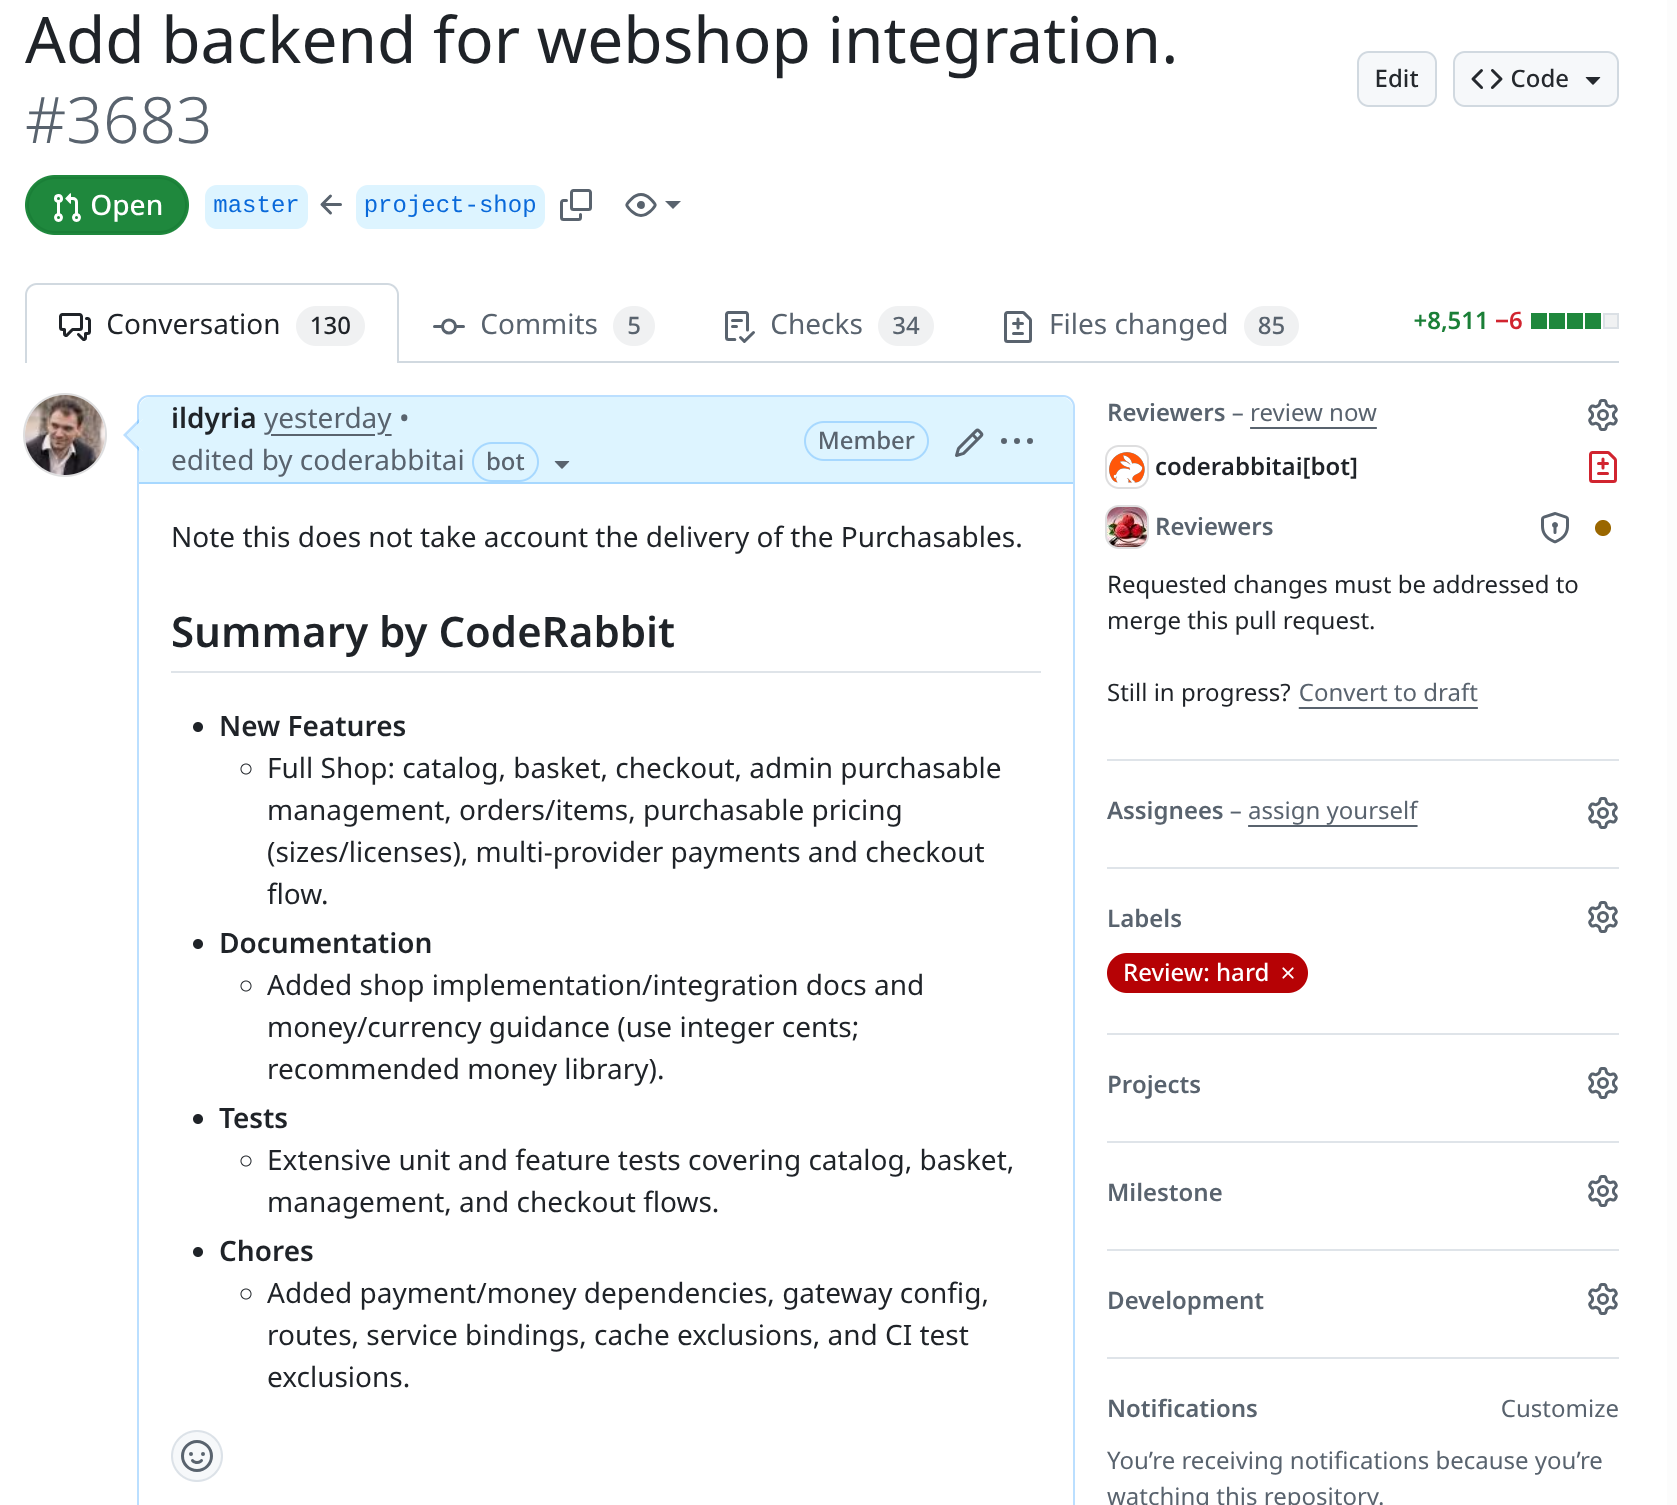 Add backend for webshop integration.
#3683
Edit
Code
Open
master
project-shop
Conversation 130
Commits 5
Checks 34
Files changed 85
+8,511 −6
ildyria yesterday •
edited by coderabbitai bot
Member
Note this does not take account the delivery of the Purchasables.
Summary by CodeRabbit
• New Features
Full Shop: catalog, basket, checkout, admin purchasable
management, orders/items, purchasable pricing
(sizes/licenses), multi-provider payments and checkout
flow.
• Documentation
Added shop implementation/integration docs and
money/currency guidance (use integer cents;
recommended money library).
• Tests
Extensive unit and feature tests covering catalog, basket,
management, and checkout flows.
• Chores
Added payment/money dependencies, gateway config,
routes, service bindings, cache exclusions, and CI test
exclusions.
Reviewers – review now
coderabbitai[bot]
Reviewers
Requested changes must be addressed to
merge this pull request.
Still in progress? Convert to draft
Assignees – assign yourself
Labels
Review: hard ×
Projects
Milestone
Development
Notifications
Customize
You’re receiving notifications because you’re
watching this repository.